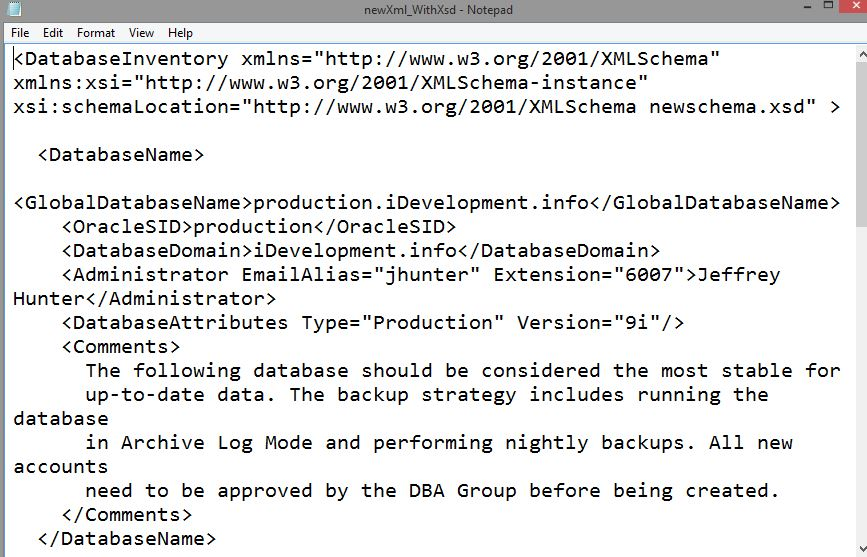 newXml_WithXsd - Notepad
File Edit Format View Help
<DatabaseInventory xmlns="http://www.w3.org/2001/XMLSchema"
xmlns:xsi="http://www.w3.org/2001/XMLSchema-instance"
xsi:schemaLocation="http://www.w3.org/2001/XMLSchema newschema.xsd" >
<DatabaseName>
<GlobalDatabaseName>production.iDevelopment.info</GlobalDatabaseName>
<OracleSID>production</OracleSID>
<DatabaseDomain>iDevelopment.info</DatabaseDomain>
<Administrator EmailAlias="jhunter" Extension="6007">Jeffrey
Hunter</Administrator>
<DatabaseAttributes Type="Production" Version="9i"/>
<Comments>
The following database should be considered the most stable for
up-to-date data. The backup strategy includes running the
database
in Archive Log Mode and performing nightly backups. All new
accounts
need to be approved by the DBA Group before being created.
</Comments>
</DatabaseName>